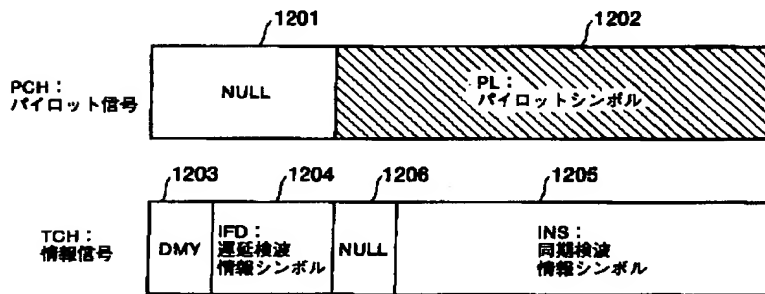 1201
1202
PCH：
パイロット信号
NULL
PL：
パイロットシンボル
1203
1204
1206
1205
TCH：
情報信号
DMY
IFD：
遅延検波
情報シンボル
NULL
INS：
同期検波
情報シンボル